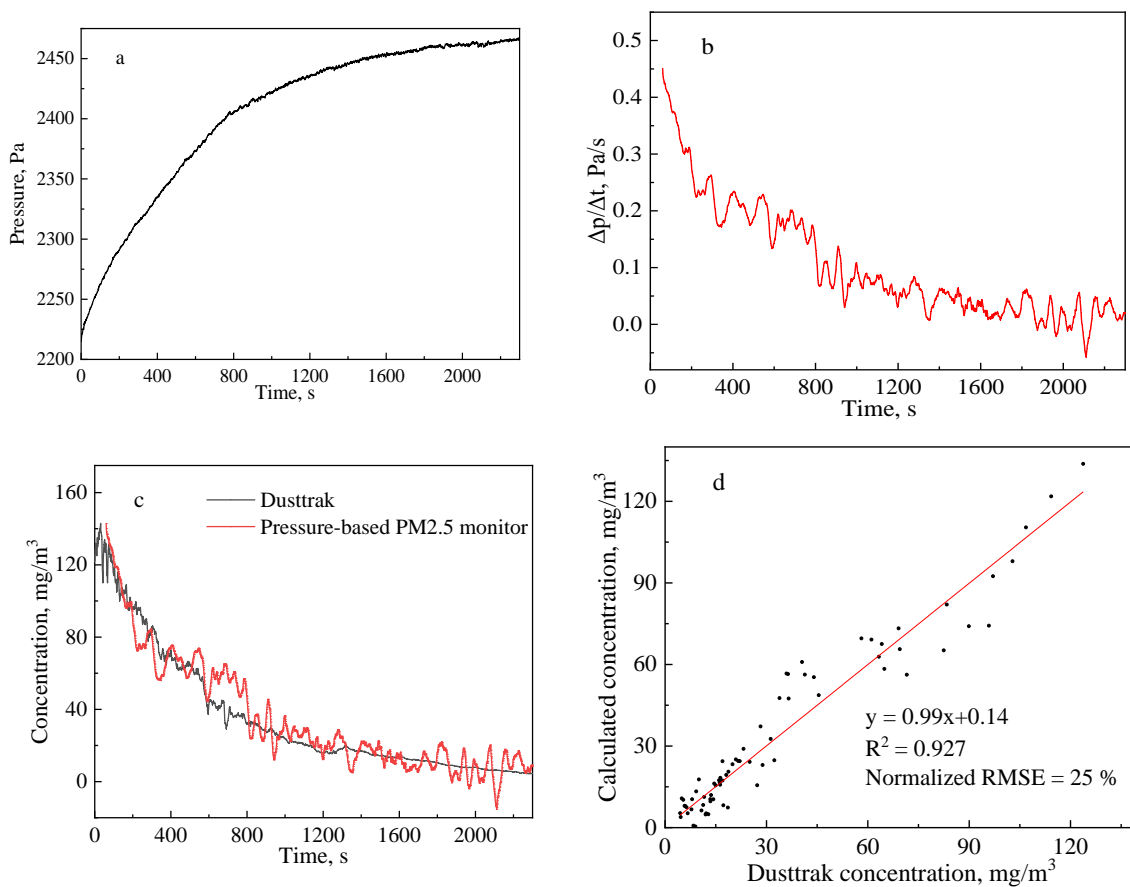 a
Pressure, Pa
2450
2400
2350
2300
2250
2200
0 400 800 1200 1600 2000
Time, s
b
Δp/Δt, Pa/s
0.5
0.4
0.3
0.2
0.1
0.0
0 400 800 1200 1600 2000
Time, s
c
Dusttrak
Pressure-based PM2.5 monitor
Concentration, mg/m³
160
120
80
40
0
0 400 800 1200 1600 2000
Time, s
d
Calculated concentration, mg/m³
120
90
60
30
0
y = 0.99x+0.14
R² = 0.927
Normalized RMSE = 25 %
0 30 60 90 120
Dusttrak concentration, mg/m³